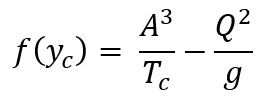 f(y_c) = A^3/T_c − Q^2/g